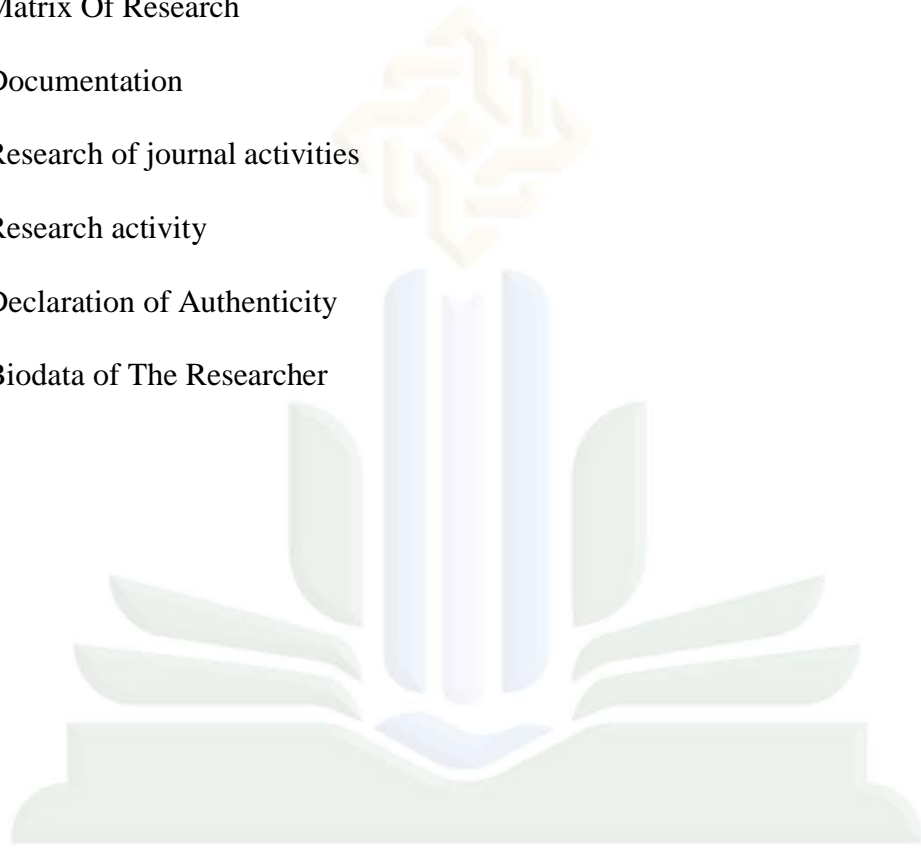 Matrix Of Research
Documentation
Research of journal activities
Research activity
Declaration of Authenticity
Biodata of The Researcher